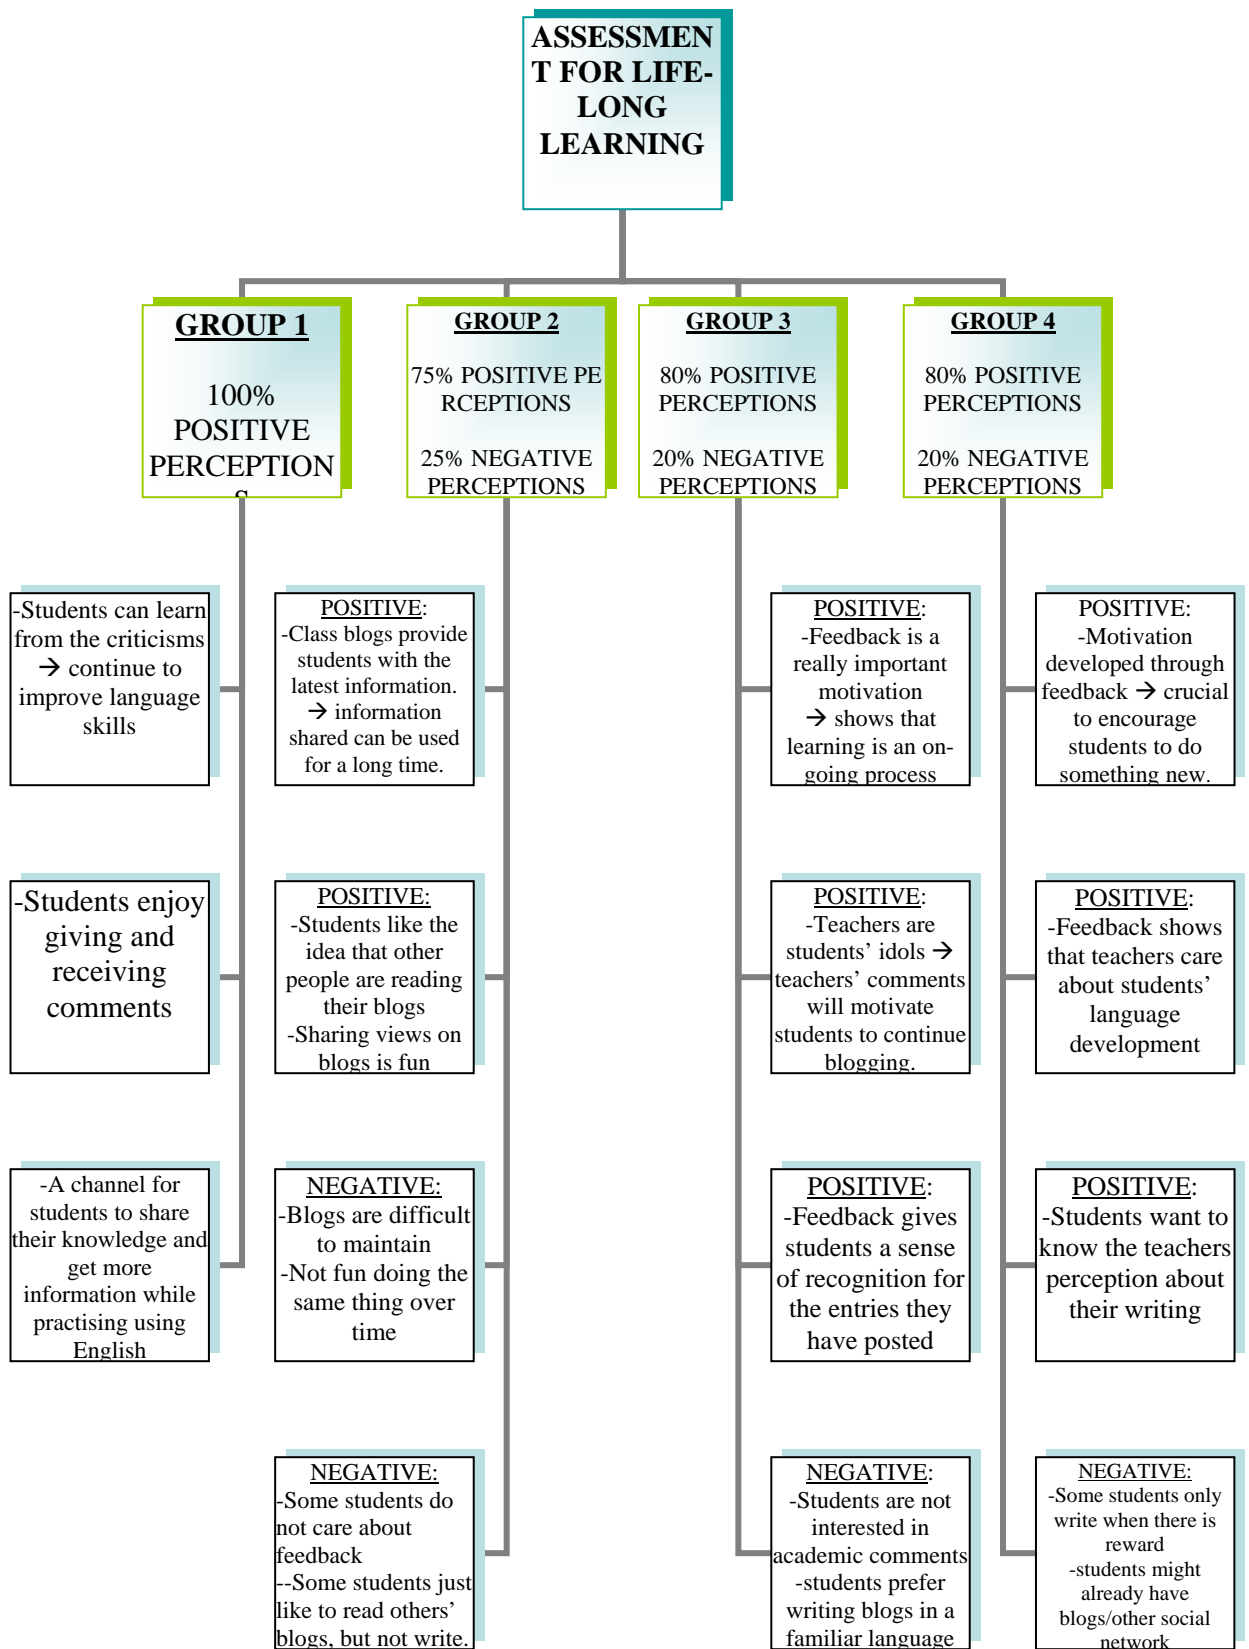 ASSESSMEN
T FOR LIFE-
LONG
LEARNING
GROUP 1
100%
POSITIVE
PERCEPTION
S
GROUP 2
75% POSITIVE PE
RCEPTIONS
25% NEGATIVE
PERCEPTIONS
GROUP 3
80% POSITIVE
PERCEPTIONS
20% NEGATIVE
PERCEPTIONS
GROUP 4
80% POSITIVE
PERCEPTIONS
20% NEGATIVE
PERCEPTIONS
-Students can learn
from the criticisms
→ continue to
improve language
skills
POSITIVE:
-Class blogs provide
students with the
latest information.
→ information
shared can be used
for a long time.
POSITIVE:
-Feedback is a
really important
motivation
→ shows that
learning is an on-
going process
POSITIVE:
-Motivation
developed through
feedback → crucial
to encourage
students to do
something new.
-Students enjoy
giving and
receiving
comments
POSITIVE:
-Students like the
idea that other
people are reading
their blogs
-Sharing views on
blogs is fun
POSITIVE:
-Teachers are
students’ idols →
teachers’ comments
will motivate
students to continue
blogging.
POSITIVE:
-Feedback shows
that teachers care
about students’
language
development
-A channel for
students to share
their knowledge and
get more
information while
practising using
English
NEGATIVE:
-Blogs are difficult
to maintain
-Not fun doing the
same thing over
time
POSITIVE:
-Feedback gives
students a sense
of recognition for
the entries they
have posted
POSITIVE:
-Students want to
know the teachers
perception about
their writing
NEGATIVE:
-Some students do
not care about
feedback
--Some students just
like to read others’
blogs, but not write.
NEGATIVE:
-Students are not
interested in
academic comments
-students prefer
writing blogs in a
familiar language
NEGATIVE:
-Some students only
write when there is
reward
-students might
already have
blogs/other social
network